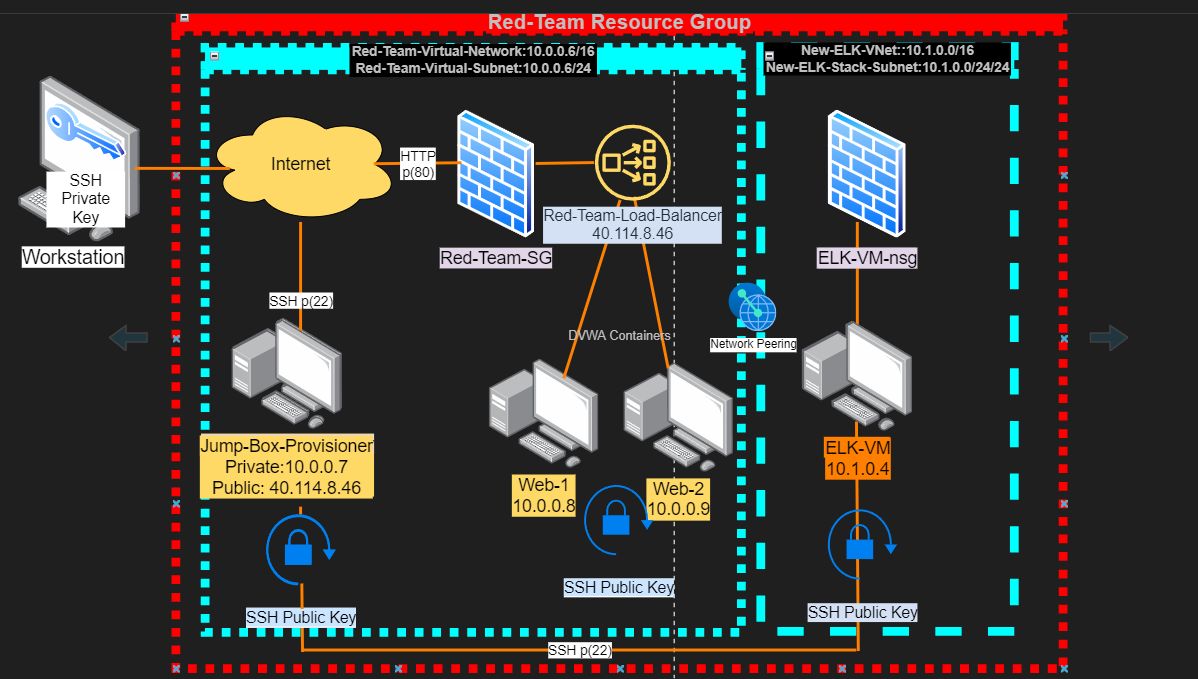 Red-Team Resource Group
Red-Team-Virtual-Network:10.0.0.6/16
Red-Team-Virtual-Subnet:10.0.0.6/24
New-ELK-VNet::10.1.0.0/16
New-ELK-Stack-Subnet:10.1.0.0/24/24
SSH
Private
Key
Workstation
Internet
HTTP
p(80)
Red-Team-SG
Red-Team-Load-Balancer
40.114.8.46
ELK-VM-nsg
SSH p(22)
DVWA Containers
Network Peering
Jump-Box-Provisioner
Private:10.0.0.7
Public: 40.114.8.46
Web-1
10.0.0.8
Web-2
10.0.0.9
ELK-VM
10.1.0.4
SSH Public Key
SSH Public Key
SSH Public Key
SSH p(22)